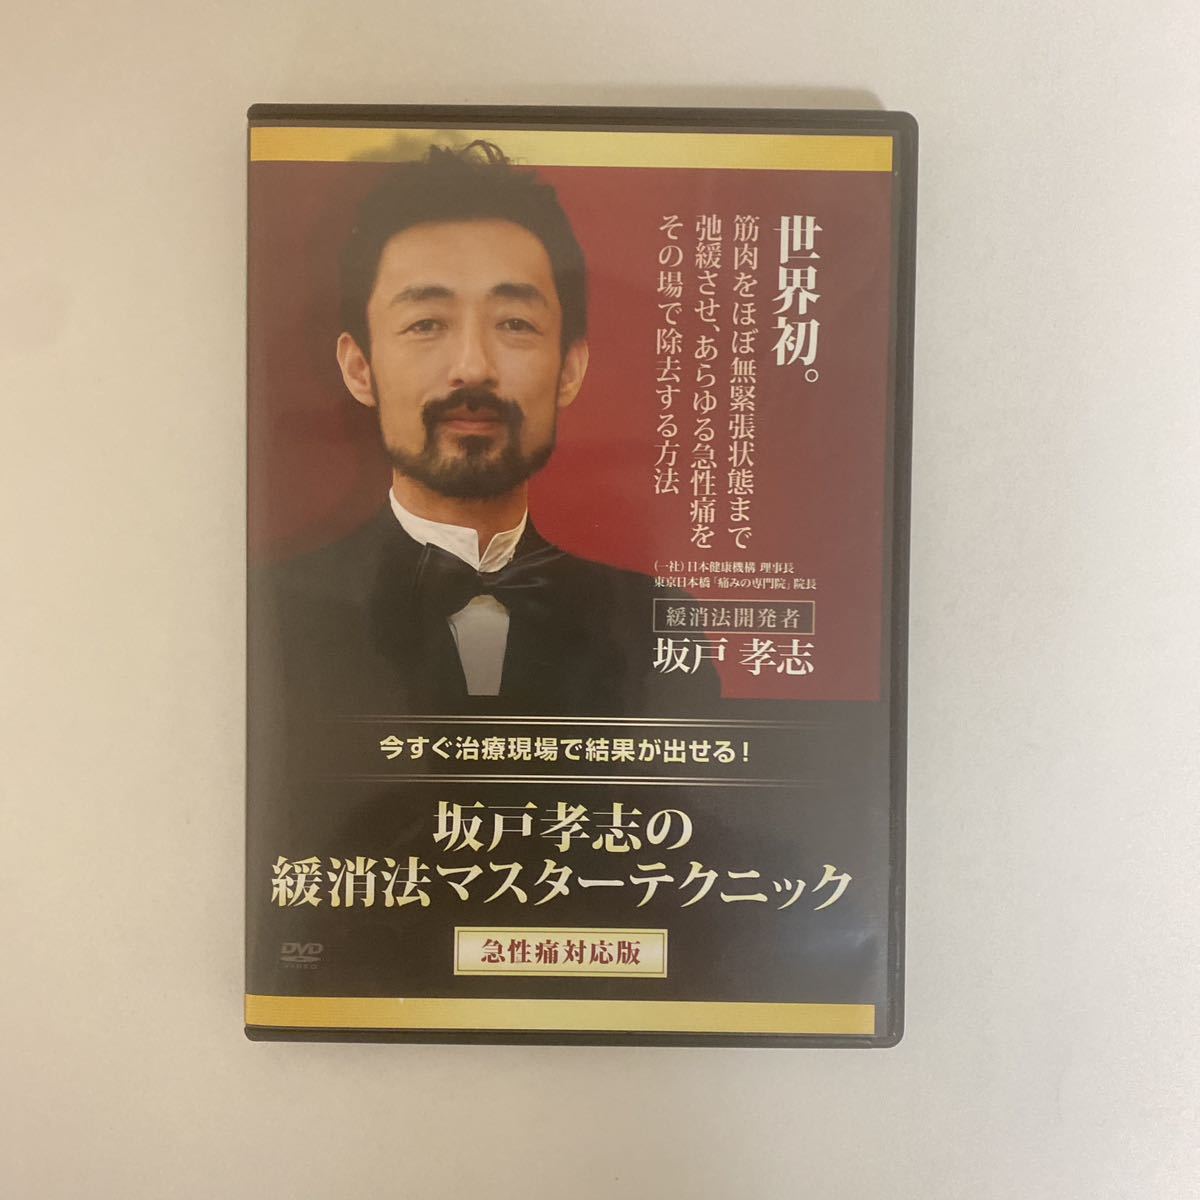 世界初。
筋肉をほぼ無緊張状態まで
弛緩させ、あらゆる急性痛を
その場で除去する方法
(一社)日本健康機構 理事長
東京日本橋「痛みの専門院」院長
緩消法開発者
坂戸 孝志
今すぐ治療現場で結果が出せる！
坂戸孝志の
緩消法マスターテクニック
急性痛対応版
DVD
VIDEO